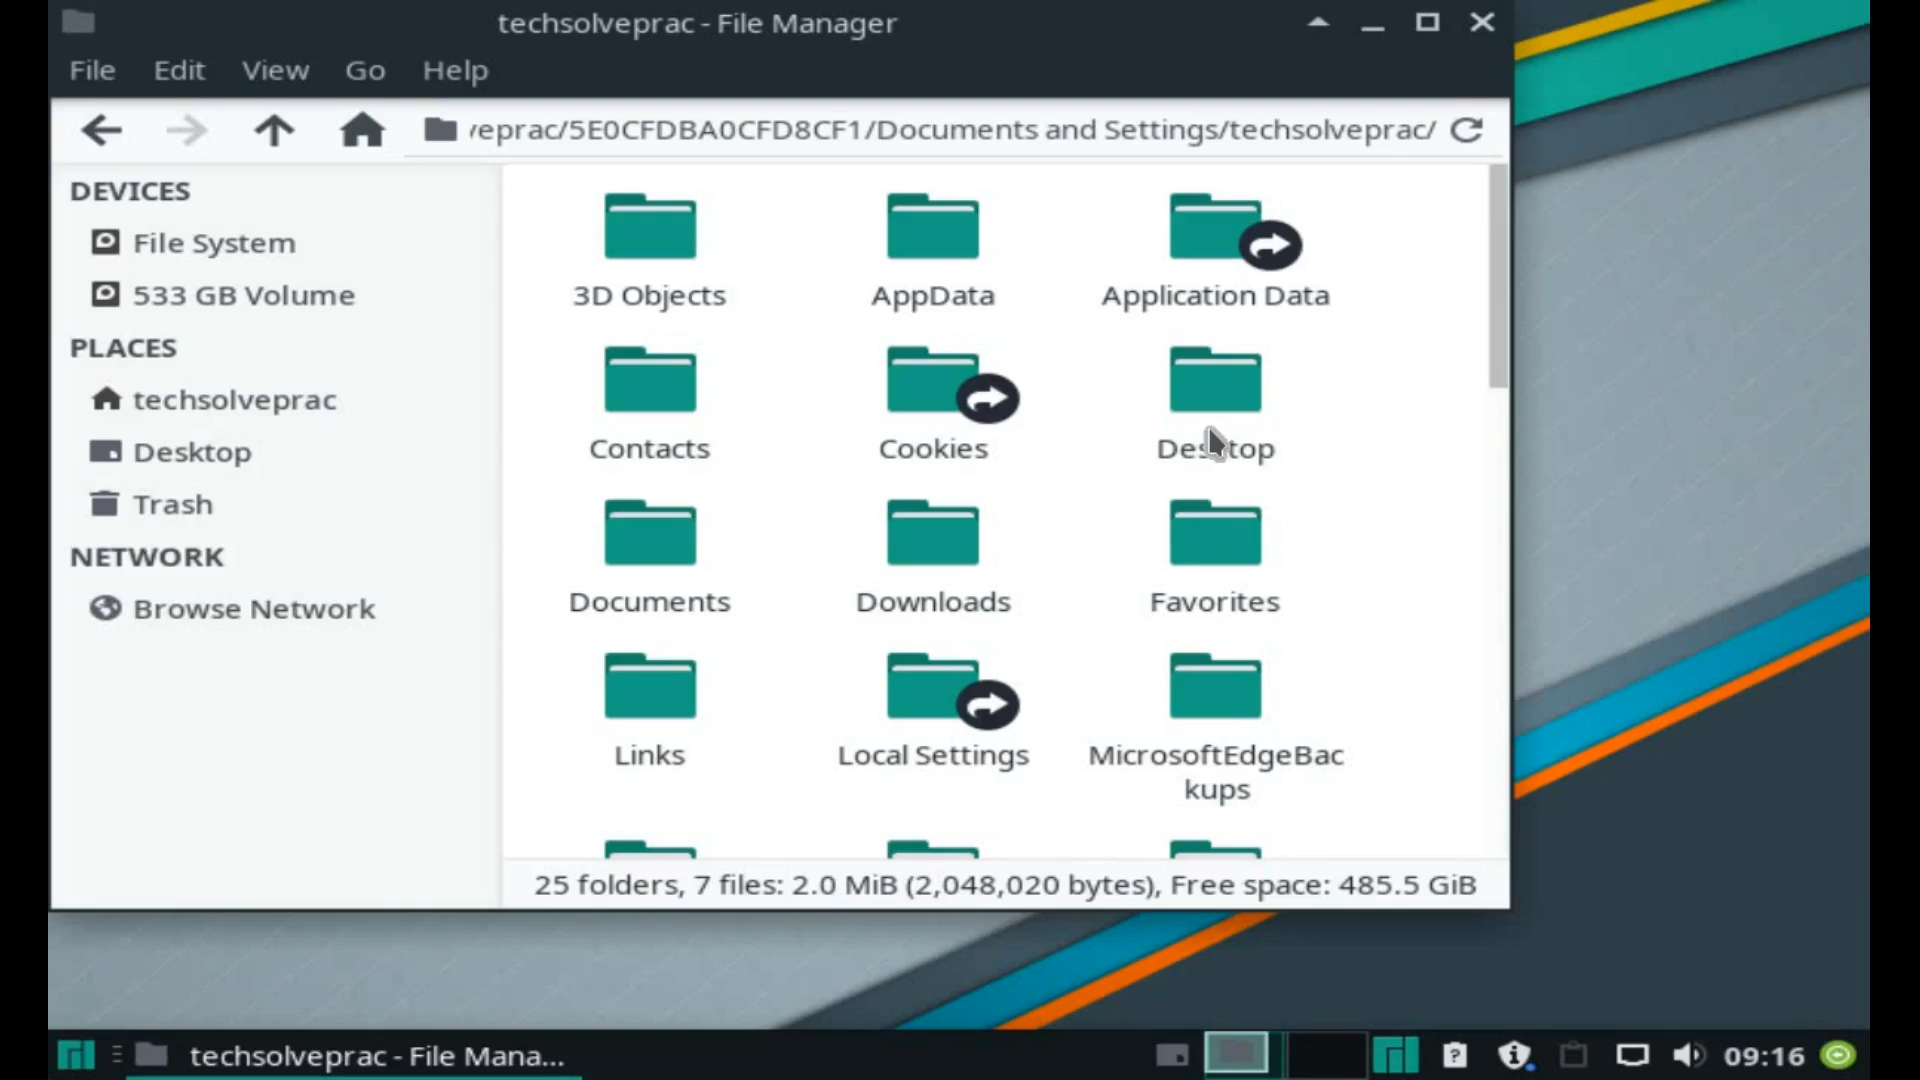 techsolveprac - File Manager
File Edit View Go Help
veprac/5E0CFDBA0CFD8CF1/Documents and Settings/techsolveprac/
DEVICES
File System
533 GB Volume
PLACES
techsolveprac
Desktop
Trash
NETWORK
Browse Network
3D Objects
AppData
Application Data
Contacts
Cookies
Desktop
Documents
Downloads
Favorites
Links
Local Settings
MicrosoftEdgeBac
kups
25 folders, 7 files: 2.0 MiB (2,048,020 bytes), Free space: 485.5 GiB
techsolveprac - File Mana...
09:16